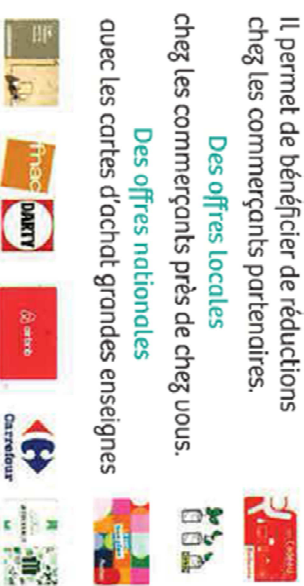 Il permet de bénéficier de réductions
chez les commerçants partenaires.
Des offres locales
chez les commerçants près de chez vous.
Des offres nationales
avec les cartes d'achat grandes enseignes
fnac
DARTY
airbnb
Carrefour